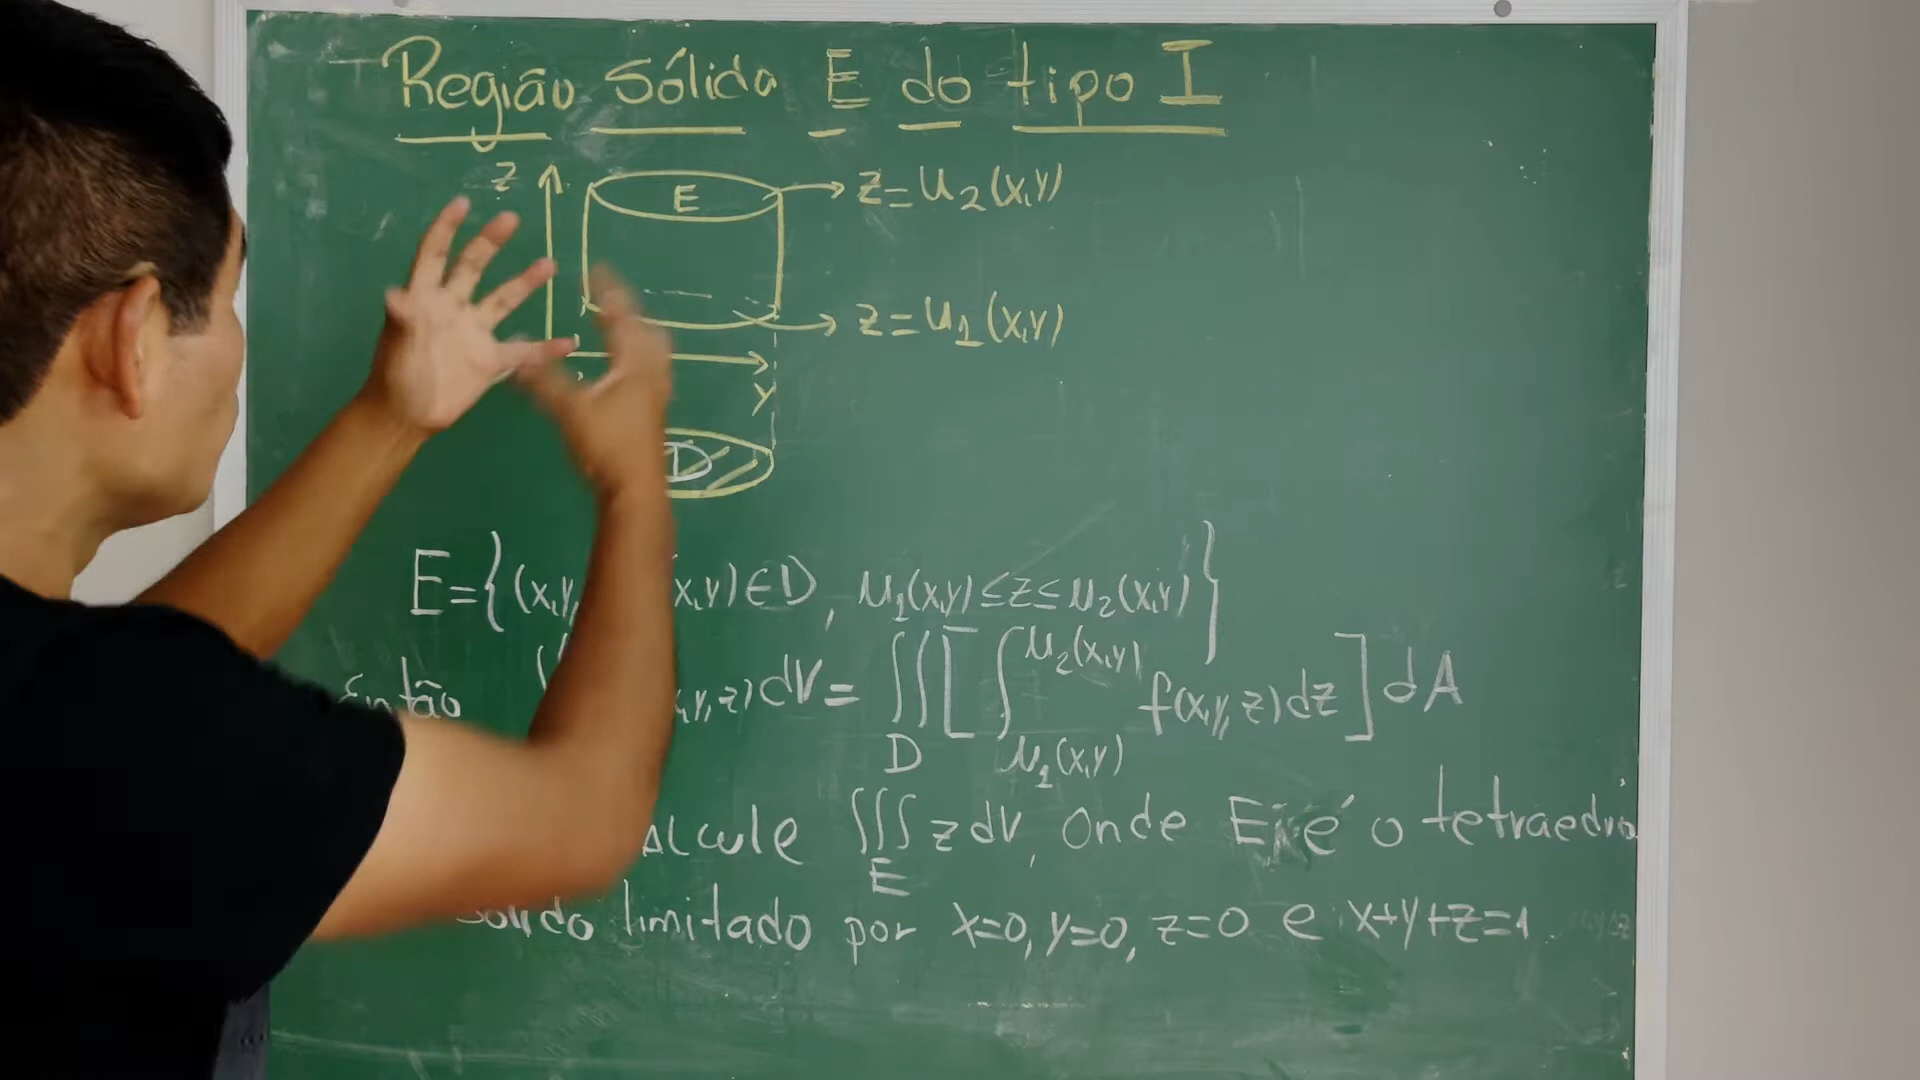 Região Sólida E do tipo I
z
E
z=u₂(x,y)
z=u₁(x,y)
y
D
E={(x,y, x,y)∈D, u₁(x,y)≤z≤u₂(x,y)}
Então ,y,z)dV= ∬D[∫u₁(x,y)u₂(x,y) f(x,y,z)dz]dA
∭E z dV, onde E é o tetraedro
sólido limitado por x=0, y=0, z=0 e x+y+z=1